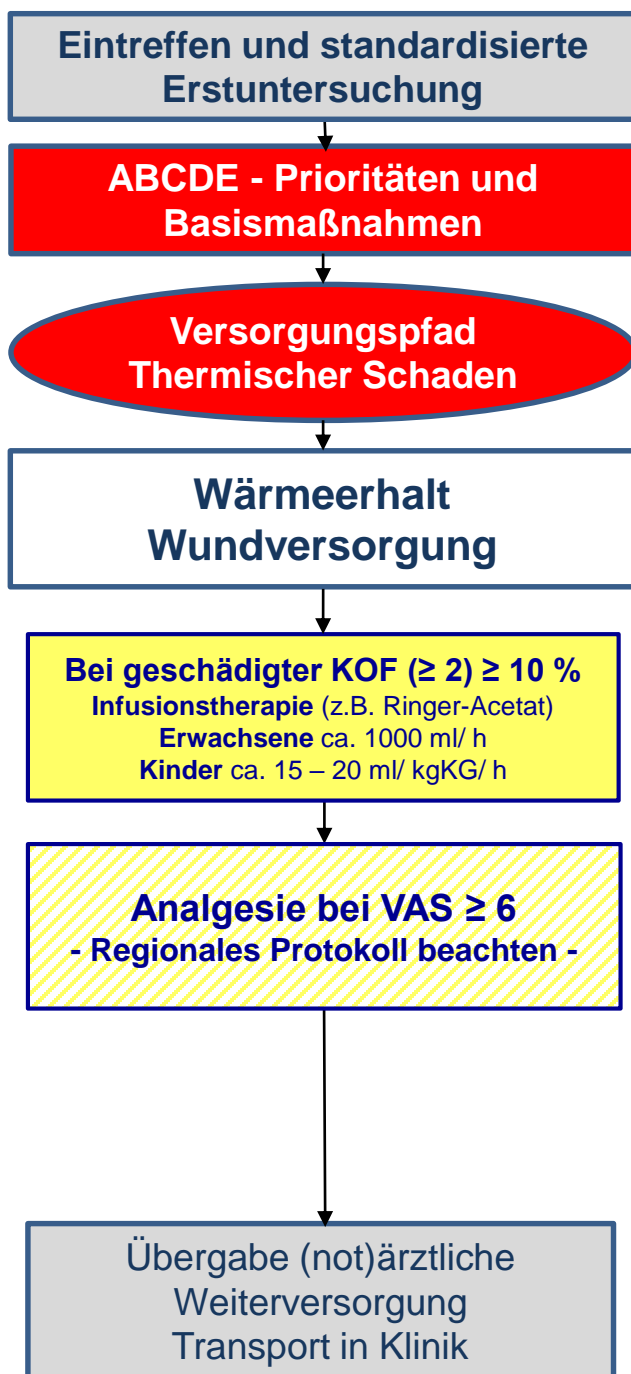 Eintreffen und standardisierte
Erstuntersuchung
ABCDE - Prioritäten und
Basismaßnahmen
Versorgungspfad
Thermischer Schaden
Wärmeerhalt
Wundversorgung
Bei geschädigter KOF (≥ 2) ≥ 10 %
Infusionstherapie (z.B. Ringer-Acetat)
Erwachsene ca. 1000 ml/ h
Kinder ca. 15 – 20 ml/ kgKG/ h
Analgesie bei VAS ≥ 6
- Regionales Protokoll beachten -
Übergabe (not)ärztliche
Weiterversorgung
Transport in Klinik